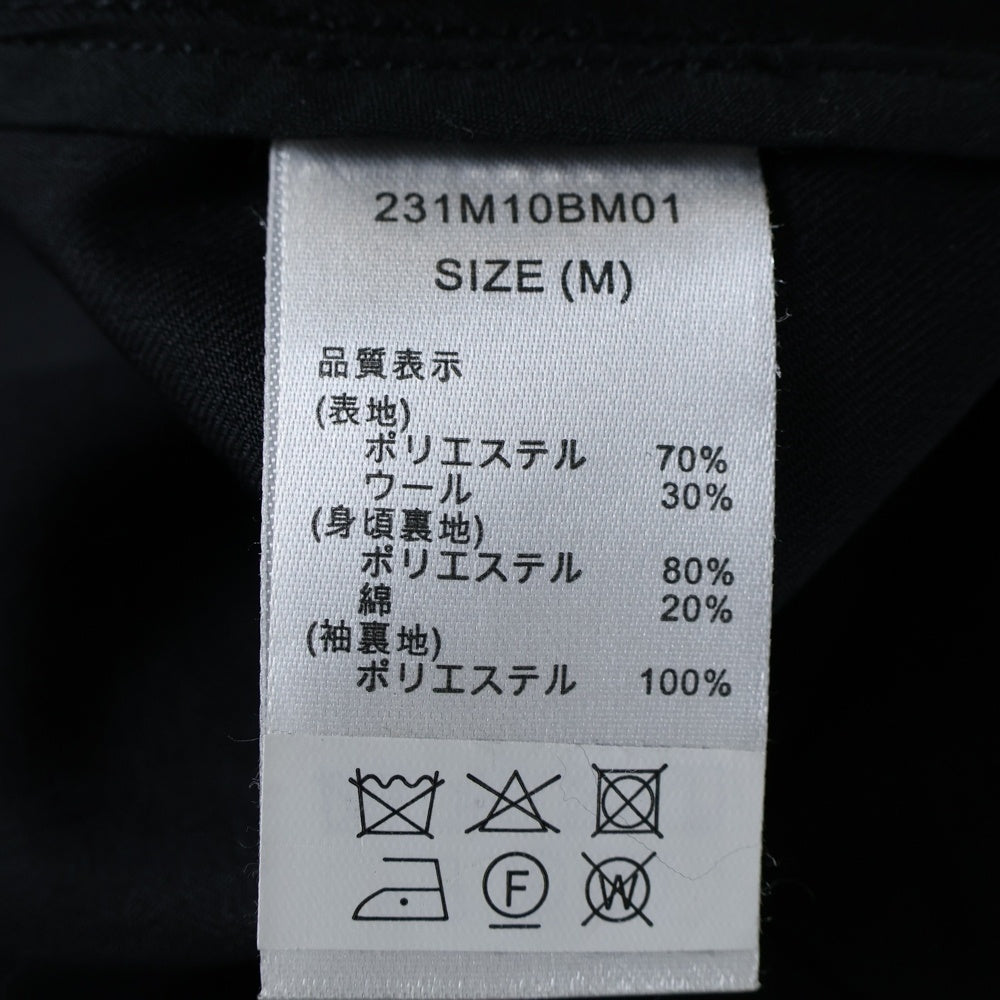 231M10BM01
SIZE (M)
品質表示
(表地)
ポリエステル 70%
ウール 30%
(身頃裏地)
ポリエステル 80%
綿 20%
(袖裏地)
ポリエステル 100%
F
W